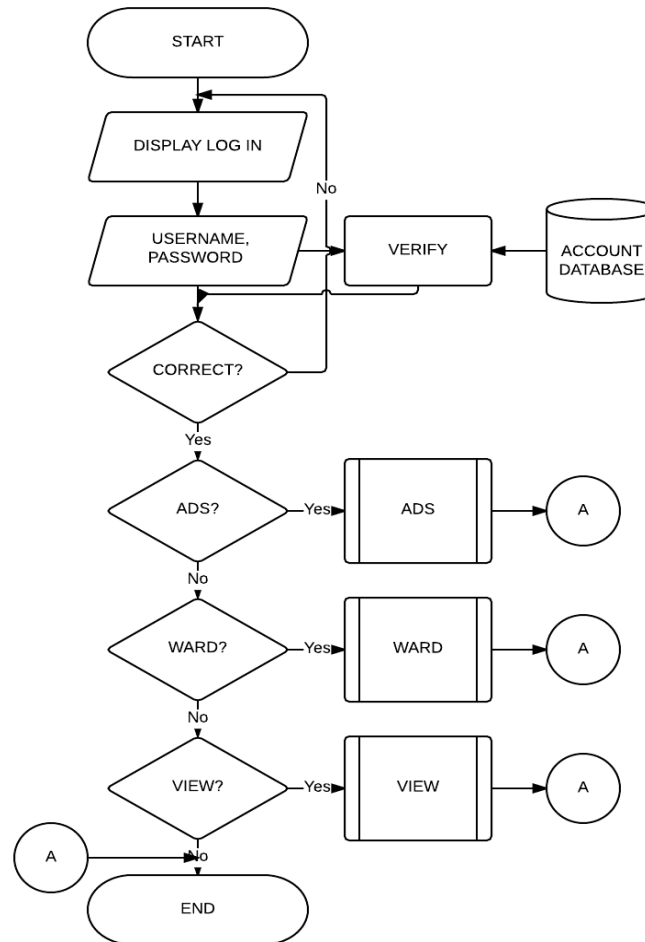 START
DISPLAY LOG IN
No
USERNAME,
PASSWORD
VERIFY
ACCOUNT
DATABASE
CORRECT?
Yes
ADS?
Yes
ADS
A
No
WARD?
Yes
WARD
A
No
VIEW?
Yes
VIEW
A
A
No
END